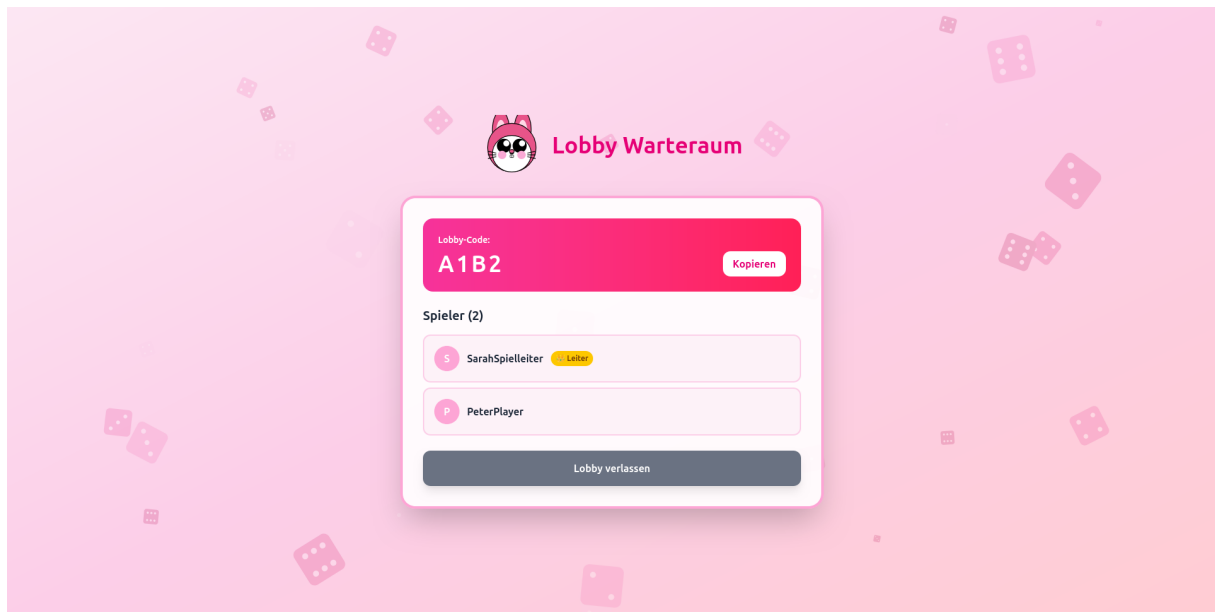 Lobby Warteraum
Lobby-Code:
A1B2
Kopieren
Spieler (2)
S SarahSpielleiter Leiter
P PeterPlayer
Lobby verlassen